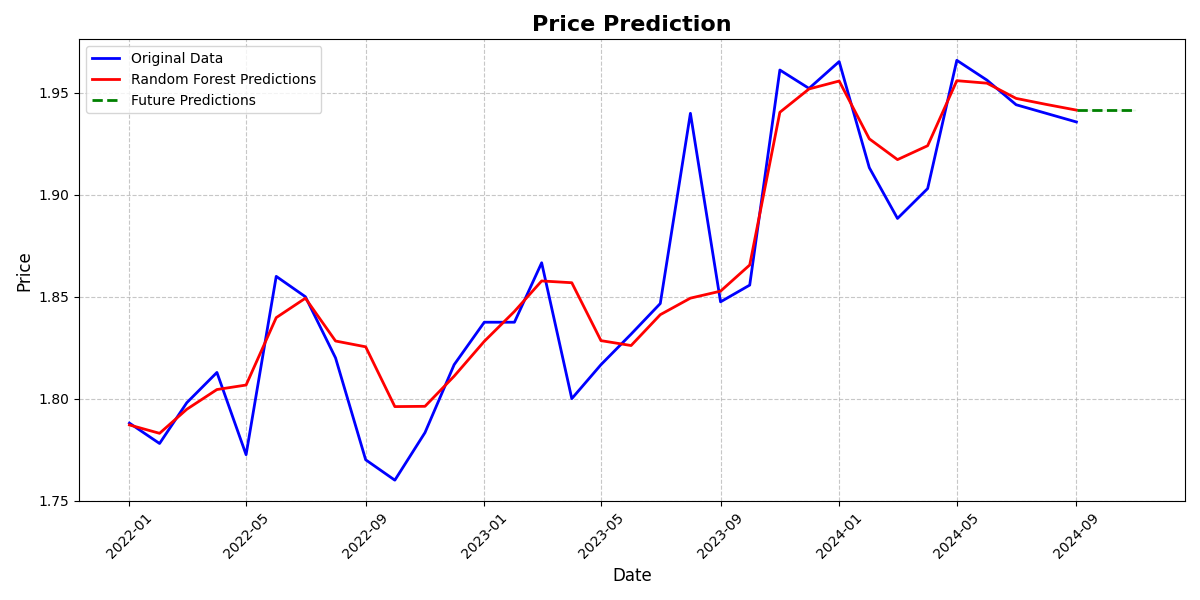 Price Prediction
Original Data
Random Forest Predictions
Future Predictions
Price
1.95
1.90
1.85
1.80
1.75
2022-01
2022-05
2022-09
2023-01
2023-05
2023-09
2024-01
2024-05
2024-09
Date